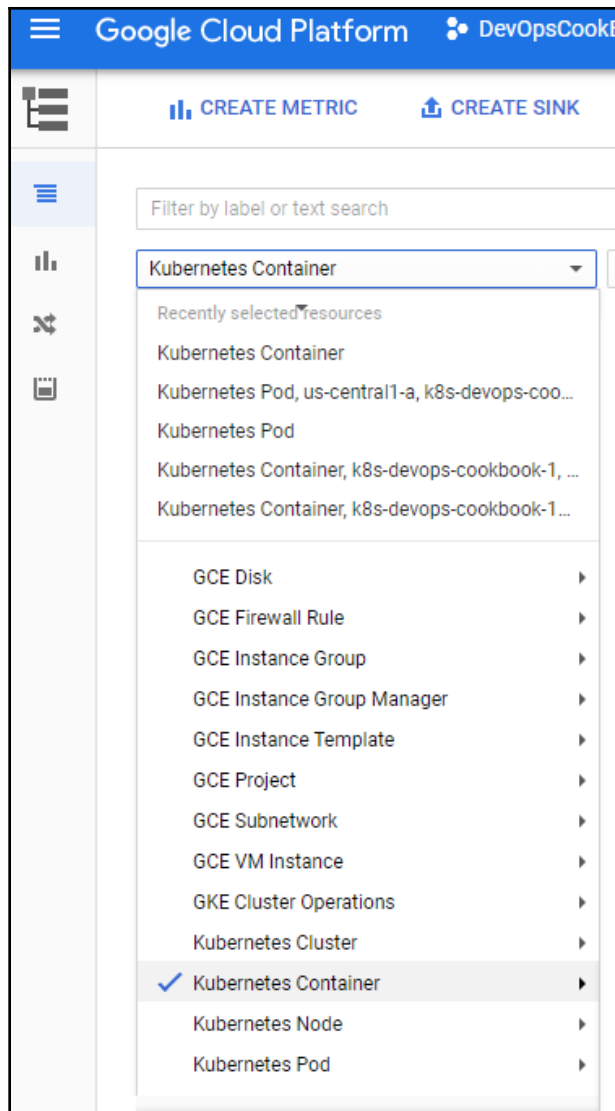 Google Cloud Platform DevOpsCook
CREATE METRIC CREATE SINK
Filter by label or text search
Kubernetes Container
Recently selected resources
Kubernetes Container
Kubernetes Pod, us-central1-a, k8s-devops-coo...
Kubernetes Pod
Kubernetes Container, k8s-devops-cookbook-1, ...
Kubernetes Container, k8s-devops-cookbook-1...
GCE Disk
GCE Firewall Rule
GCE Instance Group
GCE Instance Group Manager
GCE Instance Template
GCE Project
GCE Subnetwork
GCE VM Instance
GKE Cluster Operations
Kubernetes Cluster
Kubernetes Container
Kubernetes Node
Kubernetes Pod